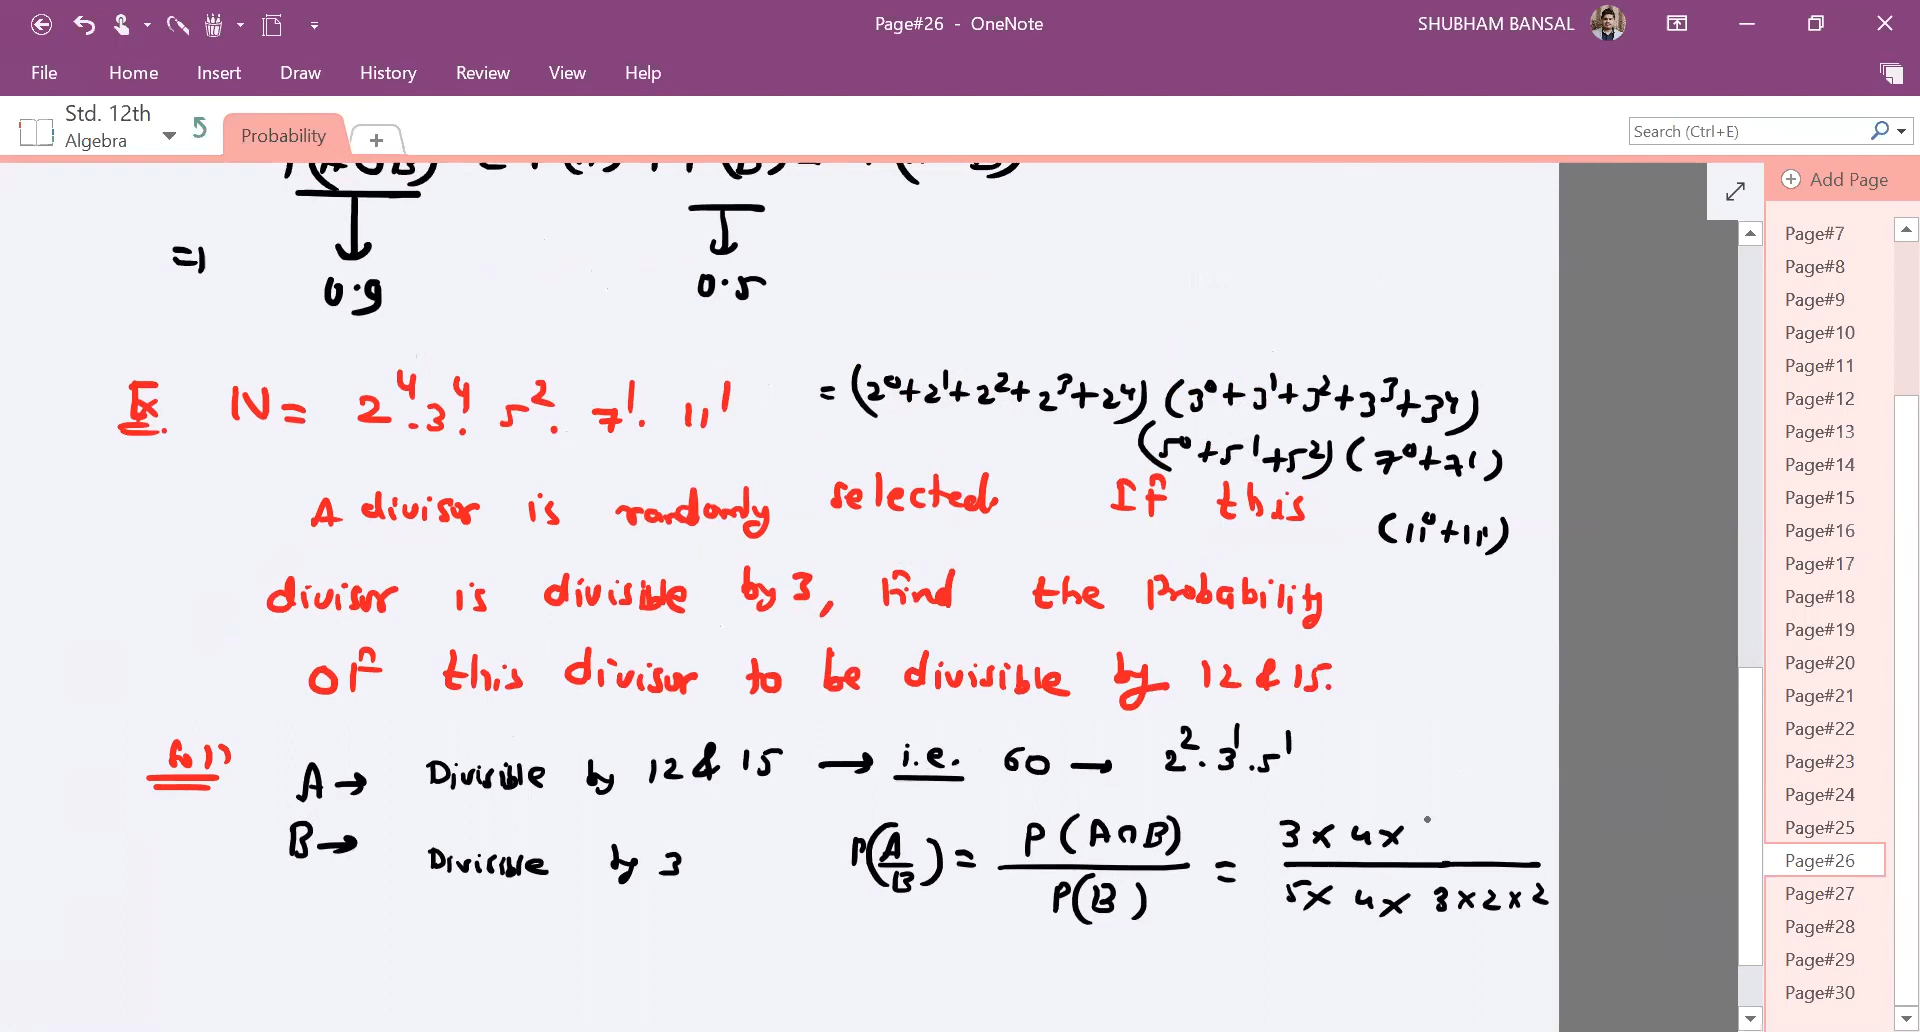 Page#26 - OneNote
SHUBHAM BANSAL
File Home Insert Draw History Review View Help
Std. 12th
Algebra
Probability
Search (Ctrl+E)
Add Page
=1
0.9
0.5
Ex. N = 2⁴.3⁴.5².7¹.11¹
= (2⁰+2¹+2²+2³+2⁴) (3⁰+3¹+3²+3³+3⁴)
(5⁰+5¹+5²) (7⁰+7¹)
(11⁰+11¹)
A divisor is randomly selected. If this
divisor is divisible by 3, Find the Probability
of this divisor to be divisible by 12 & 15.
Sol)
A → Divisible by 12 & 15 → i.e. 60 → 2².3¹.5¹
B → Divisible by 3
P(A/B) = P(A∩B)/P(B) = 3×4×/5×4×3×2×2
Page#7
Page#8
Page#9
Page#10
Page#11
Page#12
Page#13
Page#14
Page#15
Page#16
Page#17
Page#18
Page#19
Page#20
Page#21
Page#22
Page#23
Page#24
Page#25
Page#26
Page#27
Page#28
Page#29
Page#30